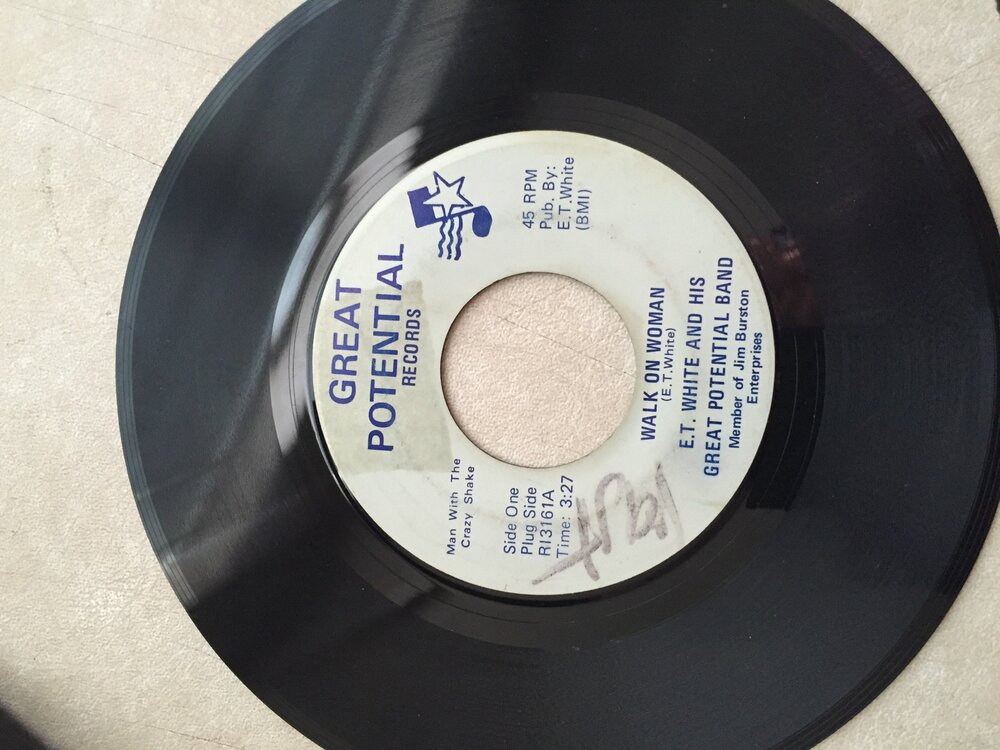 GREAT
POTENTIAL
RECORDS
Man With The
Crazy Shake
Side One
Plug Side
RI3161A
Time: 3:27
45 RPM
Pub. By:
E.T.White
(BMI)
WALK ON WOMAN
(E.T.White)
E.T. WHITE AND HIS
GREAT POTENTIAL BAND
Member of Jim Burston
Enterprises